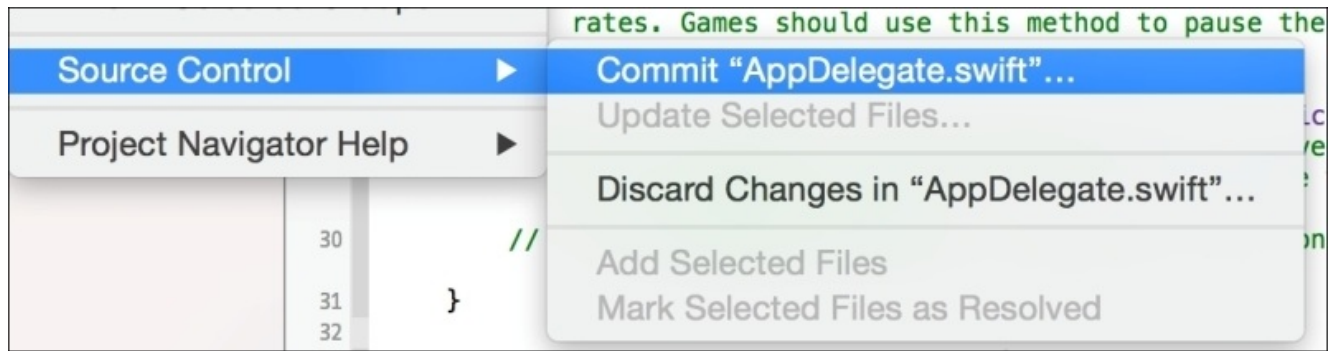 rates. Games should use this method to pause the
Source Control
Commit “AppDelegate.swift”...
Update Selected Files...
Project Navigator Help
Discard Changes in “AppDelegate.swift”...
30 //
Add Selected Files
31 }
Mark Selected Files as Resolved
32